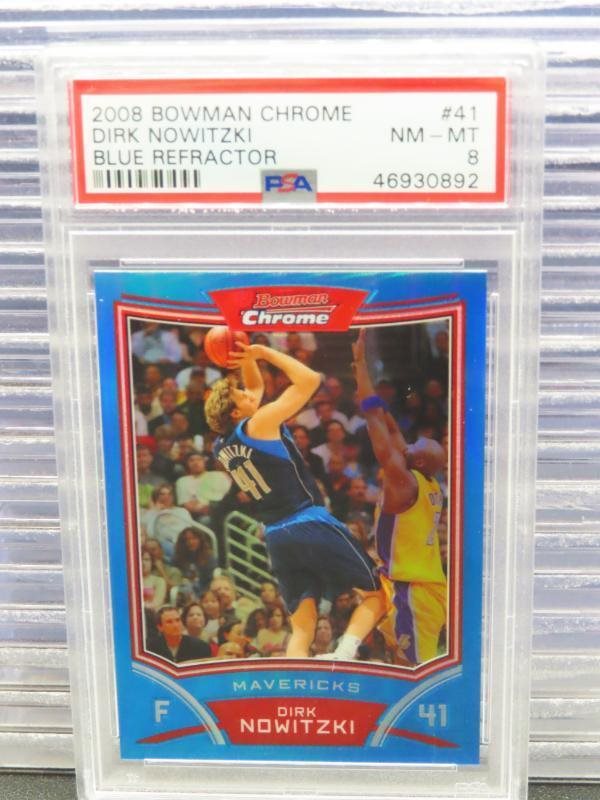 2008 BOWMAN CHROME #41
DIRK NOWITZKI NM - MT
BLUE REFRACTOR 8
PSA 46930892
Bowman
Chrome
41
MAVERICKS
F DIRK 41
NOWITZKI